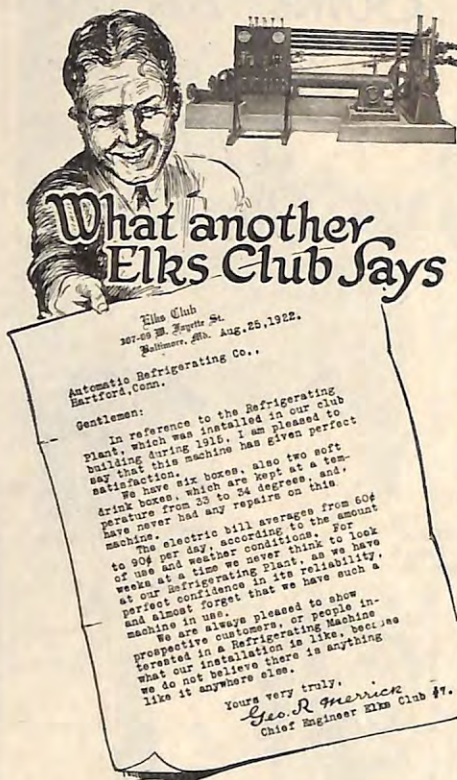 What another
Elks Club Says
Elks Club
307-09 W. Fayette St.
Baltimore, Md. Aug. 25, 1922.
Automatic Refrigerating Co.,
Hartford, Conn.
Gentlemen:
In reference to the Refrigerating
Plant, which was installed in our club
building during 1915, I am pleased to
say that this machine has given perfect
satisfaction.
We have six boxes, also two soft
drink boxes, which are kept at a tem-
perature from 33 to 34 degrees, and,
have never had any repairs on this
machine.
The electric bill averages from 60¢
to 90¢ per day, according to the amount
of use and weather conditions. For
weeks at a time we never think to look
at our Refrigerating Plant, as we have
perfect confidence in its reliability,
and almost forget that we have such a
machine in use.
We are always pleased to show
prospective customers, or people in-
terested in a Refrigerating Machine
what our installation is like, because
we do not believe there is anything
like it anywhere else.
Yours very truly,
Geo. R Merrick
Chief Engineer Elks Club #7.